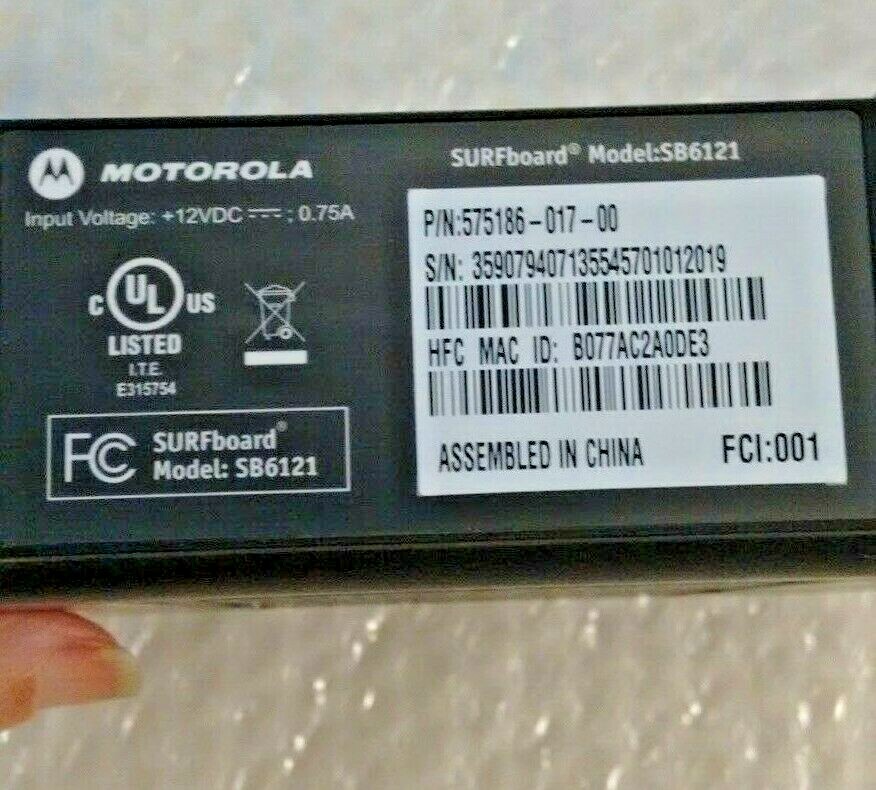 MOTOROLA
Input Voltage: +12VDC ⎓ ; 0.75A
C UL US
LISTED
I.T.E.
E315754
FC SURFboard®
Model: SB6121
SURFboard® Model:SB6121
P/N:575186-017-00
S/N: 359079407135545701012019
HFC MAC ID: B077AC2A0DE3
ASSEMBLED IN CHINA FCI:001